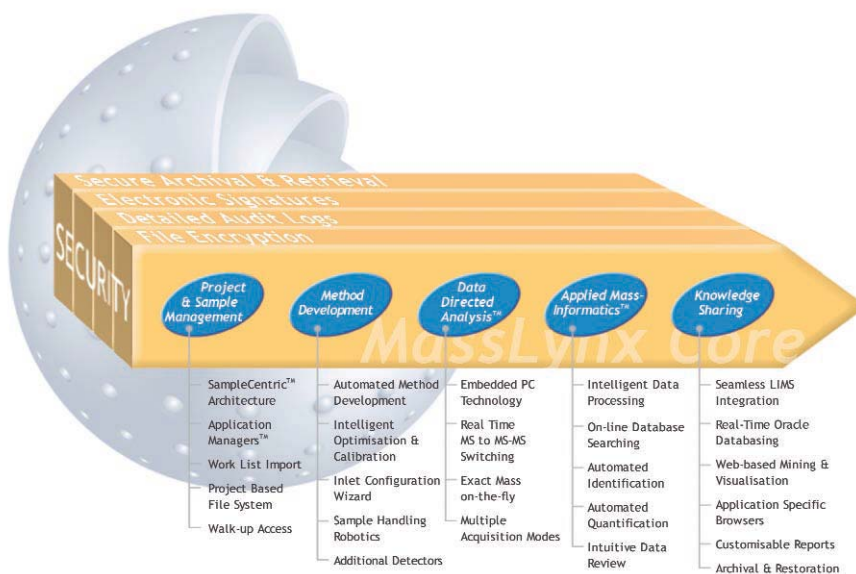 Secure Archival & Retrieval
Electronic Signatures
Detailed Audit Logs
File Encryption
SECURITY
Project
& Sample
Management
Method
Development
Data
Directed
Analysis™
Applied Mass-
Informatics™
Knowledge
Sharing
MassLynx Core
SampleCentric™
Architecture
Application
Managers™
Work List Import
Project Based
File System
Walk-up Access
Automated Method
Development
Intelligent
Optimisation &
Calibration
Inlet Configuration
Wizard
Sample Handling
Robotics
Additional Detectors
Embedded PC
Technology
Real Time
MS to MS-MS
Switching
Exact Mass
on-the-fly
Multiple
Acquisition Modes
Intelligent Data
Processing
On-line Database
Searching
Automated
Identification
Automated
Quantification
Intuitive Data
Review
Seamless LIMS
Integration
Real-Time Oracle
Databasing
Web-based Mining &
Visualisation
Application Specific
Browsers
Customisable Reports
Archival & Restoration